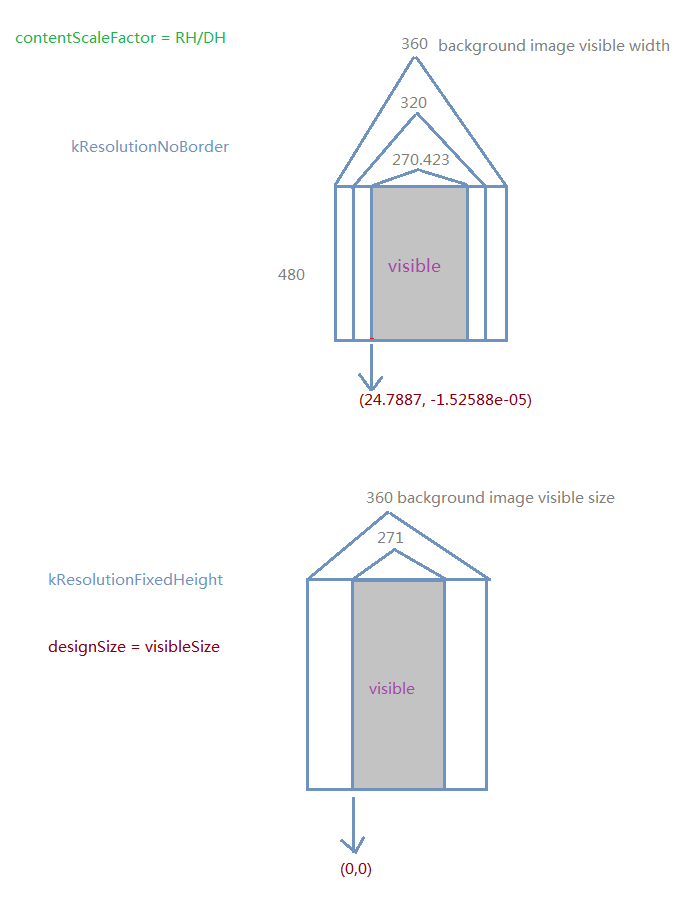 contentScaleFactor = RH/DH
360 background image visible width
320
kResolutionNoBorder
270.423
visible
480
(24.7887, -1.52588e-05)
360 background image visible size
271
kResolutionFixedHeight
designSize = visibleSize
visible
(0,0)